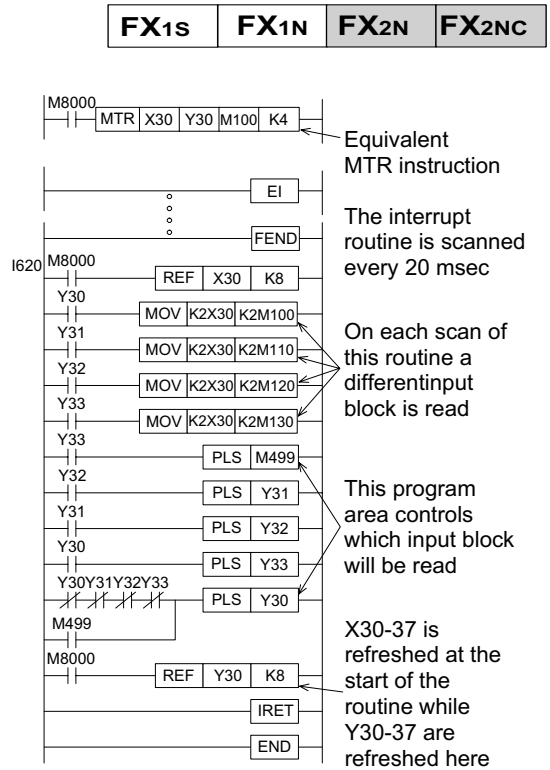 FX1S FX1N FX2N FX2NC
M8000
MTR X30 Y30 M100 K4
Equivalent
MTR instruction
EI
FEND
The interrupt
routine is scanned
every 20 msec
I620 M8000
REF X30 K8
Y30
MOV K2X30 K2M100
Y31
MOV K2X30 K2M110
Y32
MOV K2X30 K2M120
Y33
MOV K2X30 K2M130
On each scan of
this routine a
differentinput
block is read
Y33
PLS M499
Y32
PLS Y31
Y31
PLS Y32
Y30
PLS Y33
Y30 Y31 Y32 Y33
PLS Y30
M499
This program
area controls
which input block
will be read
M8000
REF Y30 K8
IRET
END
X30-37 is
refreshed at the
start of the
routine while
Y30-37 are
refreshed here